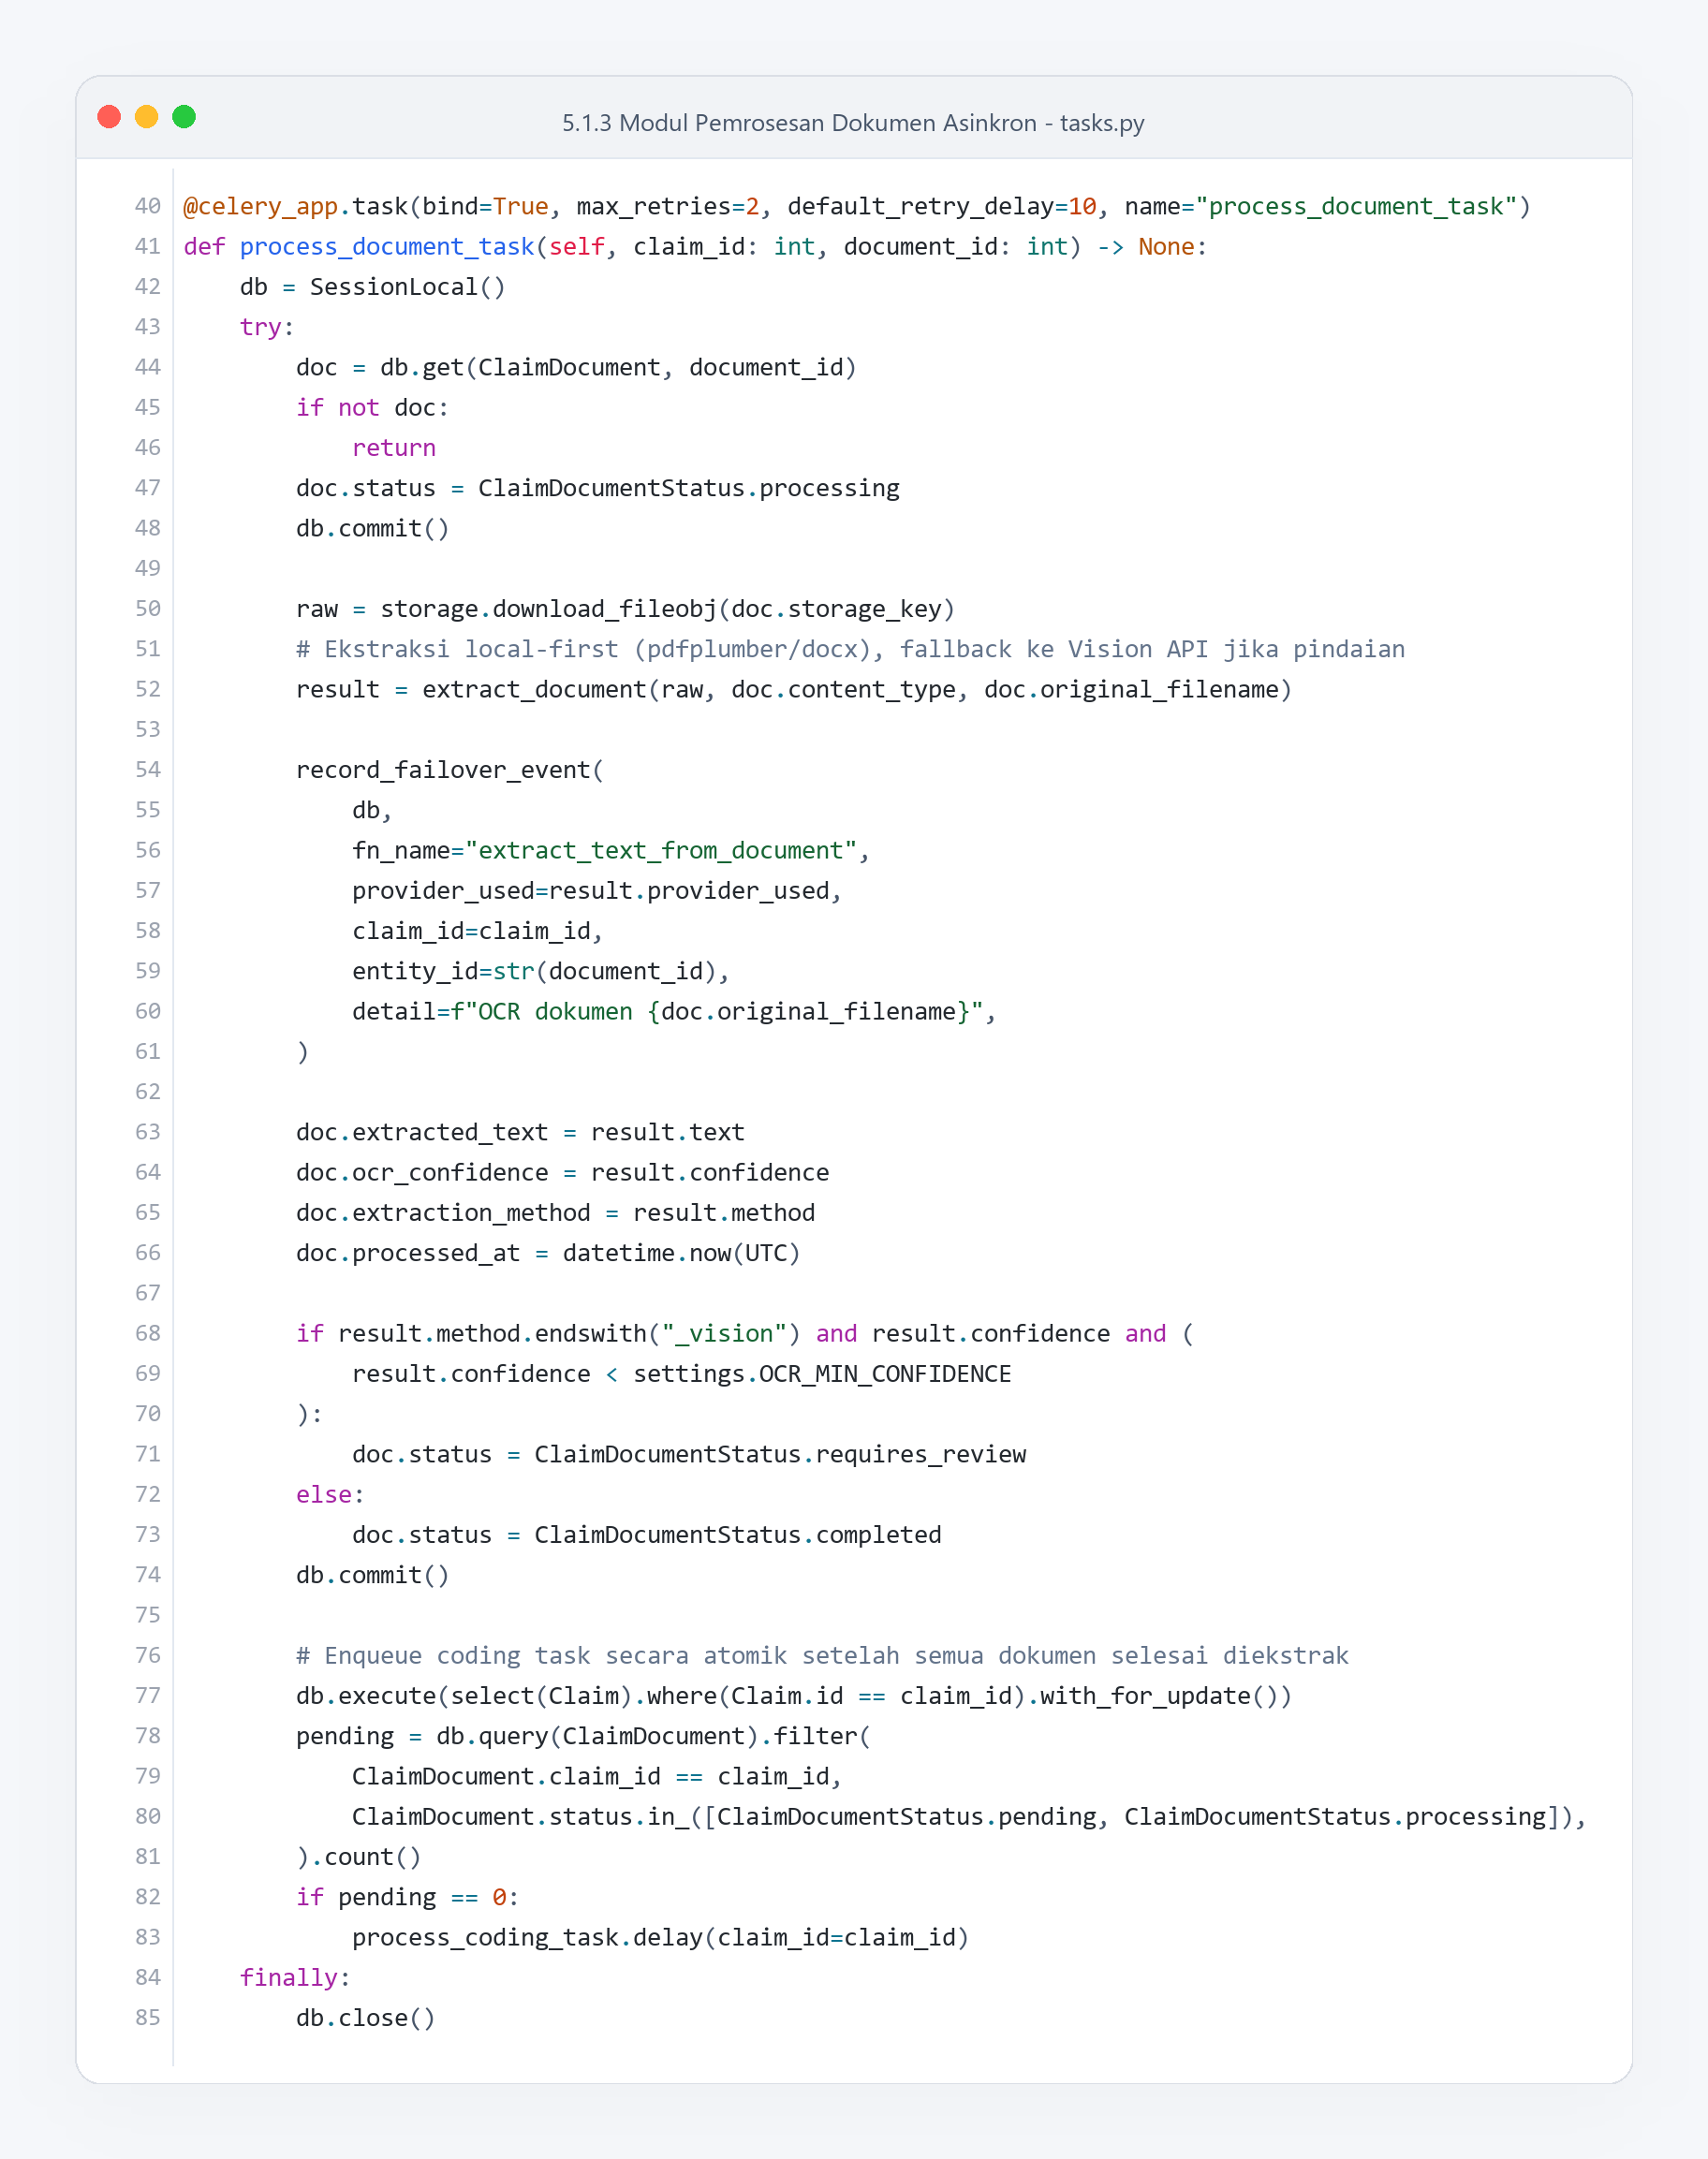 5.1.3 Modul Pemrosesan Dokumen Asinkron - tasks.py
40 @celery_app.task(bind=True, max_retries=2, default_retry_delay=10, name="process_document_task")
41 def process_document_task(self, claim_id: int, document_id: int) -> None:
42     db = SessionLocal()
43     try:
44         doc = db.get(ClaimDocument, document_id)
45         if not doc:
46             return
47         doc.status = ClaimDocumentStatus.processing
48         db.commit()
49
50         raw = storage.download_fileobj(doc.storage_key)
51         # Ekstraksi local-first (pdfplumber/docx), fallback ke Vision API jika pindaian
52         result = extract_document(raw, doc.content_type, doc.original_filename)
53
54         record_failover_event(
55             db,
56             fn_name="extract_text_from_document",
57             provider_used=result.provider_used,
58             claim_id=claim_id,
59             entity_id=str(document_id),
60             detail=f"OCR dokumen {doc.original_filename}",
61         )
62
63         doc.extracted_text = result.text
64         doc.ocr_confidence = result.confidence
65         doc.extraction_method = result.method
66         doc.processed_at = datetime.now(UTC)
67
68         if result.method.endswith("_vision") and result.confidence and (
69             result.confidence < settings.OCR_MIN_CONFIDENCE
70         ):
71             doc.status = ClaimDocumentStatus.requires_review
72         else:
73             doc.status = ClaimDocumentStatus.completed
74         db.commit()
75
76         # Enqueue coding task secara atomik setelah semua dokumen selesai diekstrak
77         db.execute(select(Claim).where(Claim.id == claim_id).with_for_update())
78         pending = db.query(ClaimDocument).filter(
79             ClaimDocument.claim_id == claim_id,
80             ClaimDocument.status.in_([ClaimDocumentStatus.pending, ClaimDocumentStatus.processing]),
81         ).count()
82         if pending == 0:
83             process_coding_task.delay(claim_id=claim_id)
84     finally:
85         db.close()